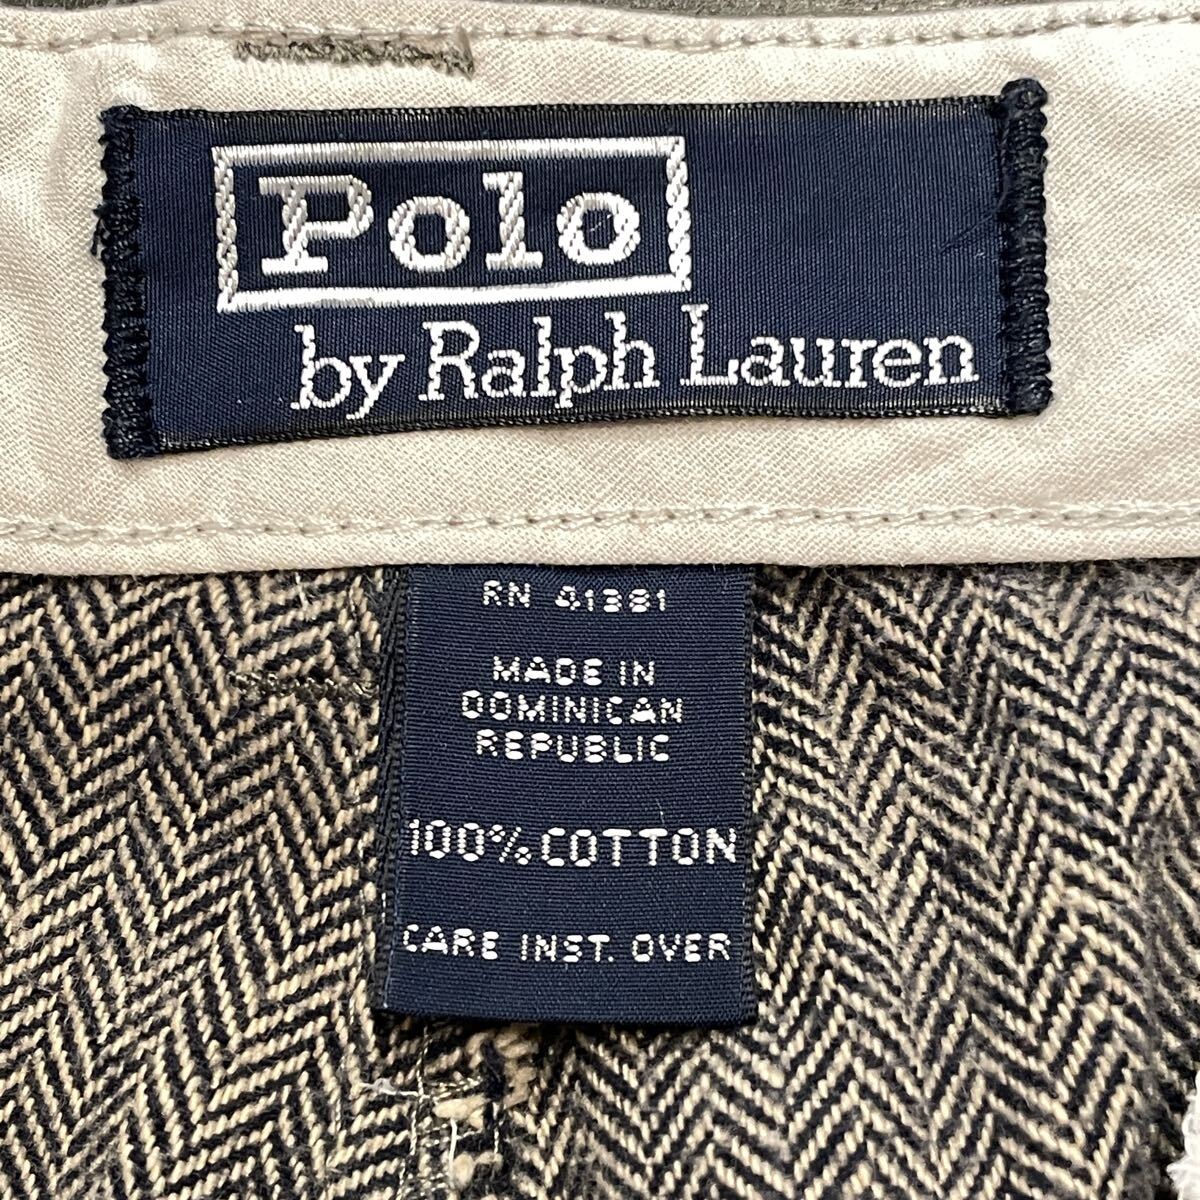 Polo
by Ralph Lauren
RN 41381
MADE IN
DOMINICAN
REPUBLIC
100% COTTON
CARE INST. OVER